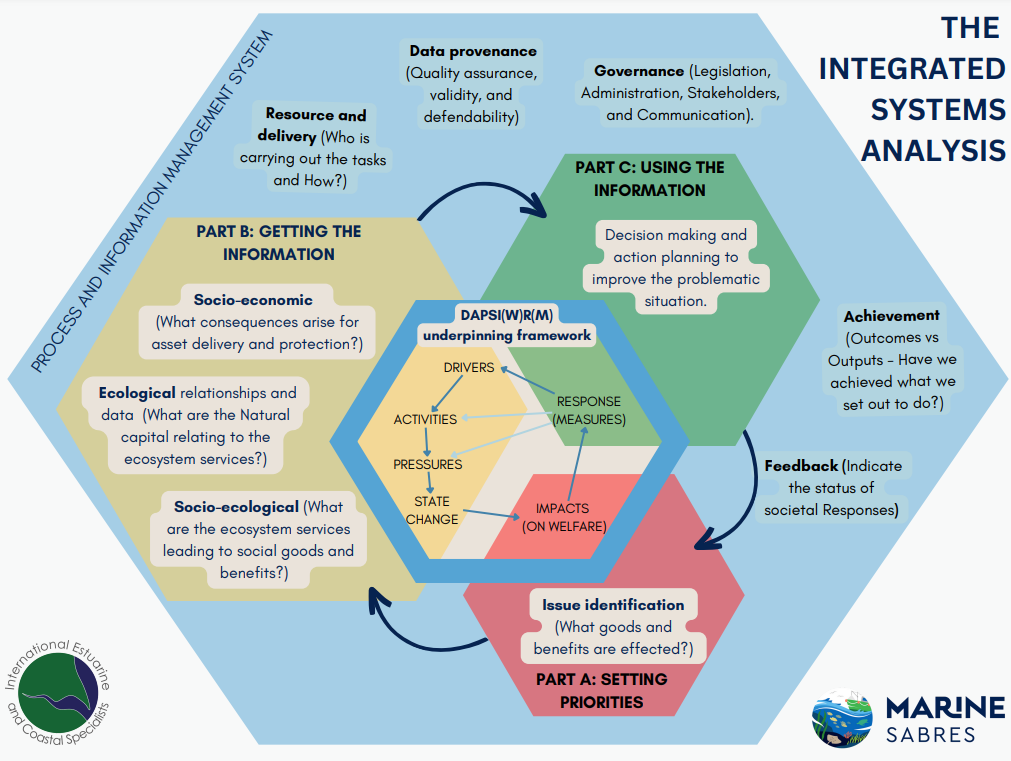 THE
INTEGRATED
SYSTEMS
ANALYSIS
PROCESS AND INFORMATION MANAGEMENT SYSTEM
Resource and
delivery (Who is
carrying out the tasks
and How?)
Data provenance
(Quality assurance,
validity, and
defendability)
Governance (Legislation,
Administration, Stakeholders,
and Communication).
PART B: GETTING THE
INFORMATION
Socio-economic
(What consequences arise for
asset delivery and protection?)
Ecological relationships and
data (What are the Natural
capital relating to the
ecosystem services?)
Socio-ecological (What
are the ecosystem services
leading to social goods and
benefits?)
PART C: USING THE
INFORMATION
Decision making and
action planning to
improve the problematic
situation.
DAPSI(W)R(M)
underpinning framework
DRIVERS
ACTIVITIES
PRESSURES
STATE
CHANGE
RESPONSE
(MEASURES)
IMPACTS
(ON WELFARE)
Achievement
(Outcomes vs
Outputs - Have we
achieved what we
set out to do?)
Feedback (Indicate
the status of
societal Responses)
Issue identification
(What goods and
benefits are effected?)
PART A: SETTING
PRIORITIES
International Estuarine
and Coastal Specialists
MARINE
SABRES